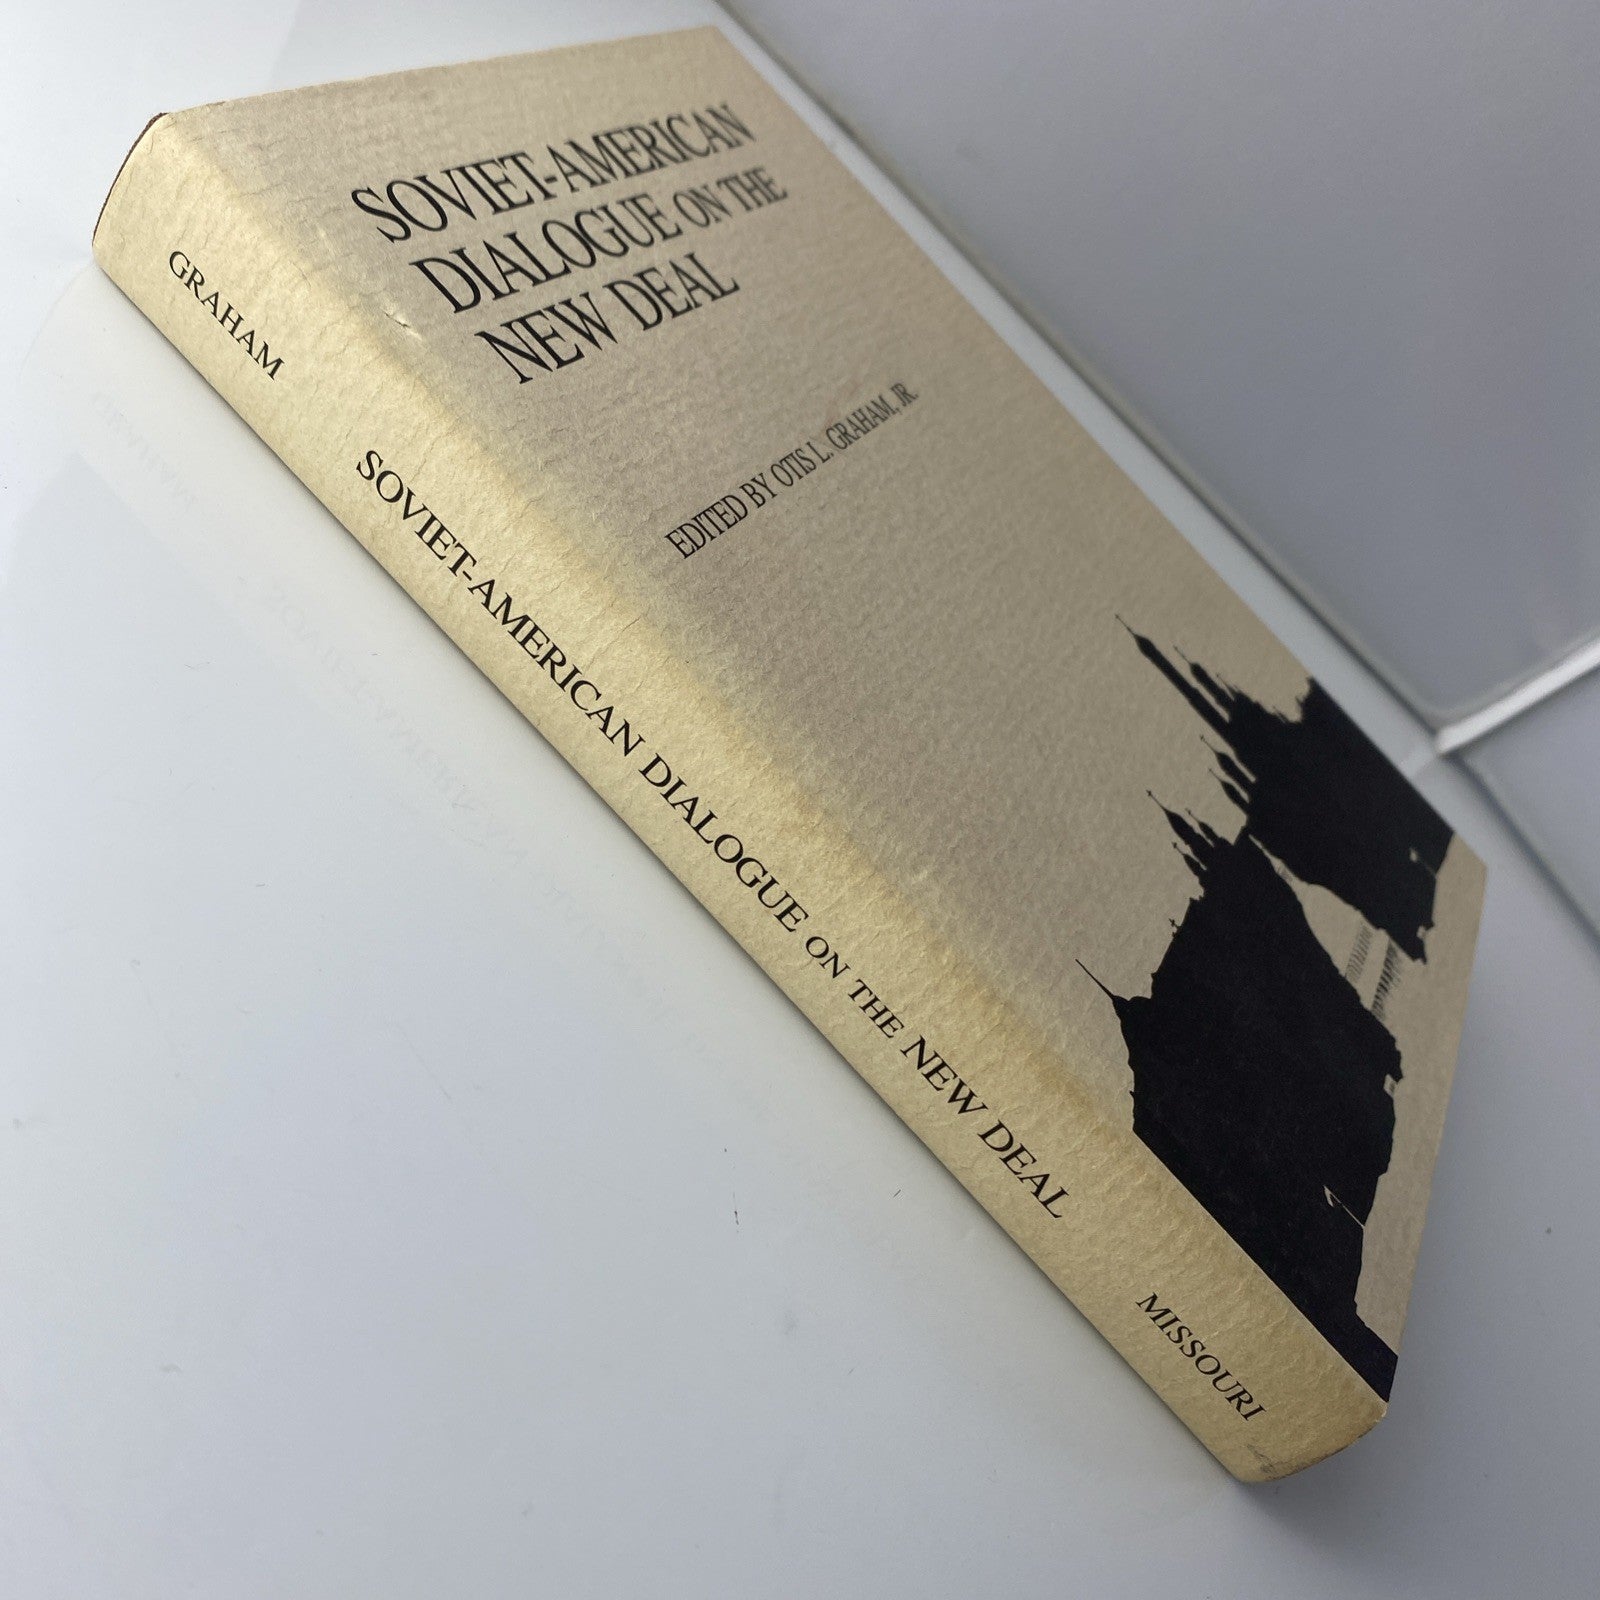 SOVIET-AMERICAN
DIALOGUE ON THE
NEW DEAL
EDITED BY OTIS L. GRAHAM, JR.
GRAHAM SOVIET-AMERICAN DIALOGUE ON THE NEW DEAL MISSOURI